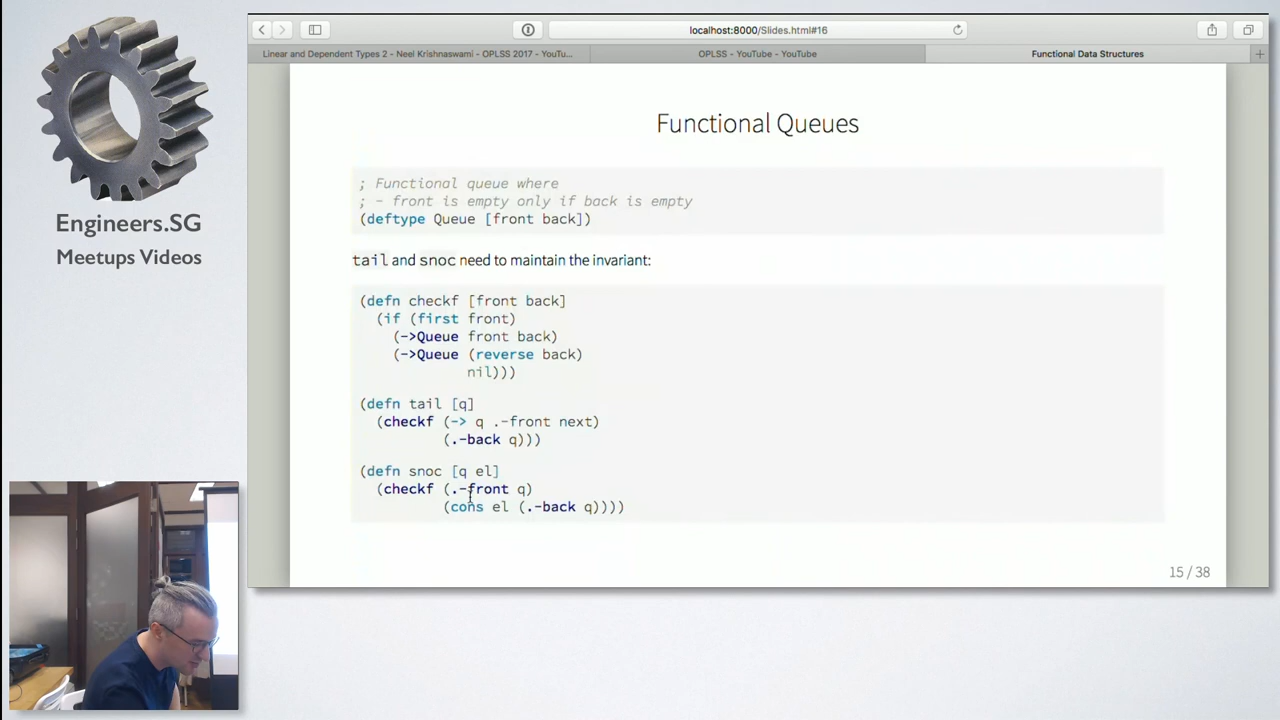 Engineers.SG
Meetups Videos
localhost:8000/Slides.html#16
Linear and Dependent Types 2 - Neel Krishnaswami - OPLSS 2017 - YouTu...
OPLSS - YouTube - YouTube
Functional Data Structures
Functional Queues
; Functional queue where
; - front is empty only if back is empty
(deftype Queue [front back])
tail and snoc need to maintain the invariant:
(defn checkf [front back]
(if (first front)
(->Queue front back)
(->Queue (reverse back)
nil)))
(defn tail [q]
(checkf (-> q .-front next)
(.-back q)))
(defn snoc [q el]
(checkf (.-front q)
(cons el (.-back q))))
15 / 38